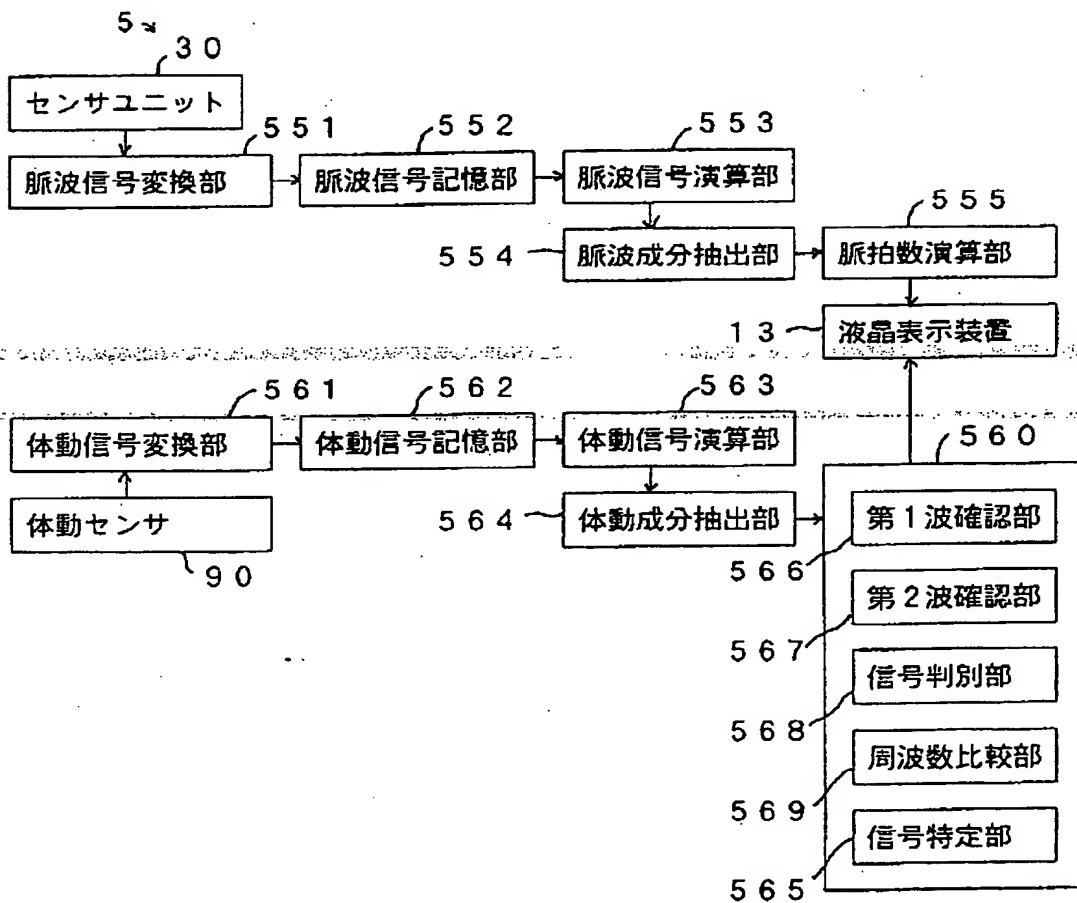 5
30
センサユニット
551
552
553
脈波信号変換部
脈波信号記憶部
脈波信号演算部
555
554
脈波成分抽出部
脈拍数演算部
13
液晶表示装置
561
562
563
体動信号変換部
体動信号記憶部
体動信号演算部
560
体動センサ
564
体動成分抽出部
第1波確認部
90
566
第2波確認部
567
信号判別部
568
周波数比較部
569
信号特定部
565